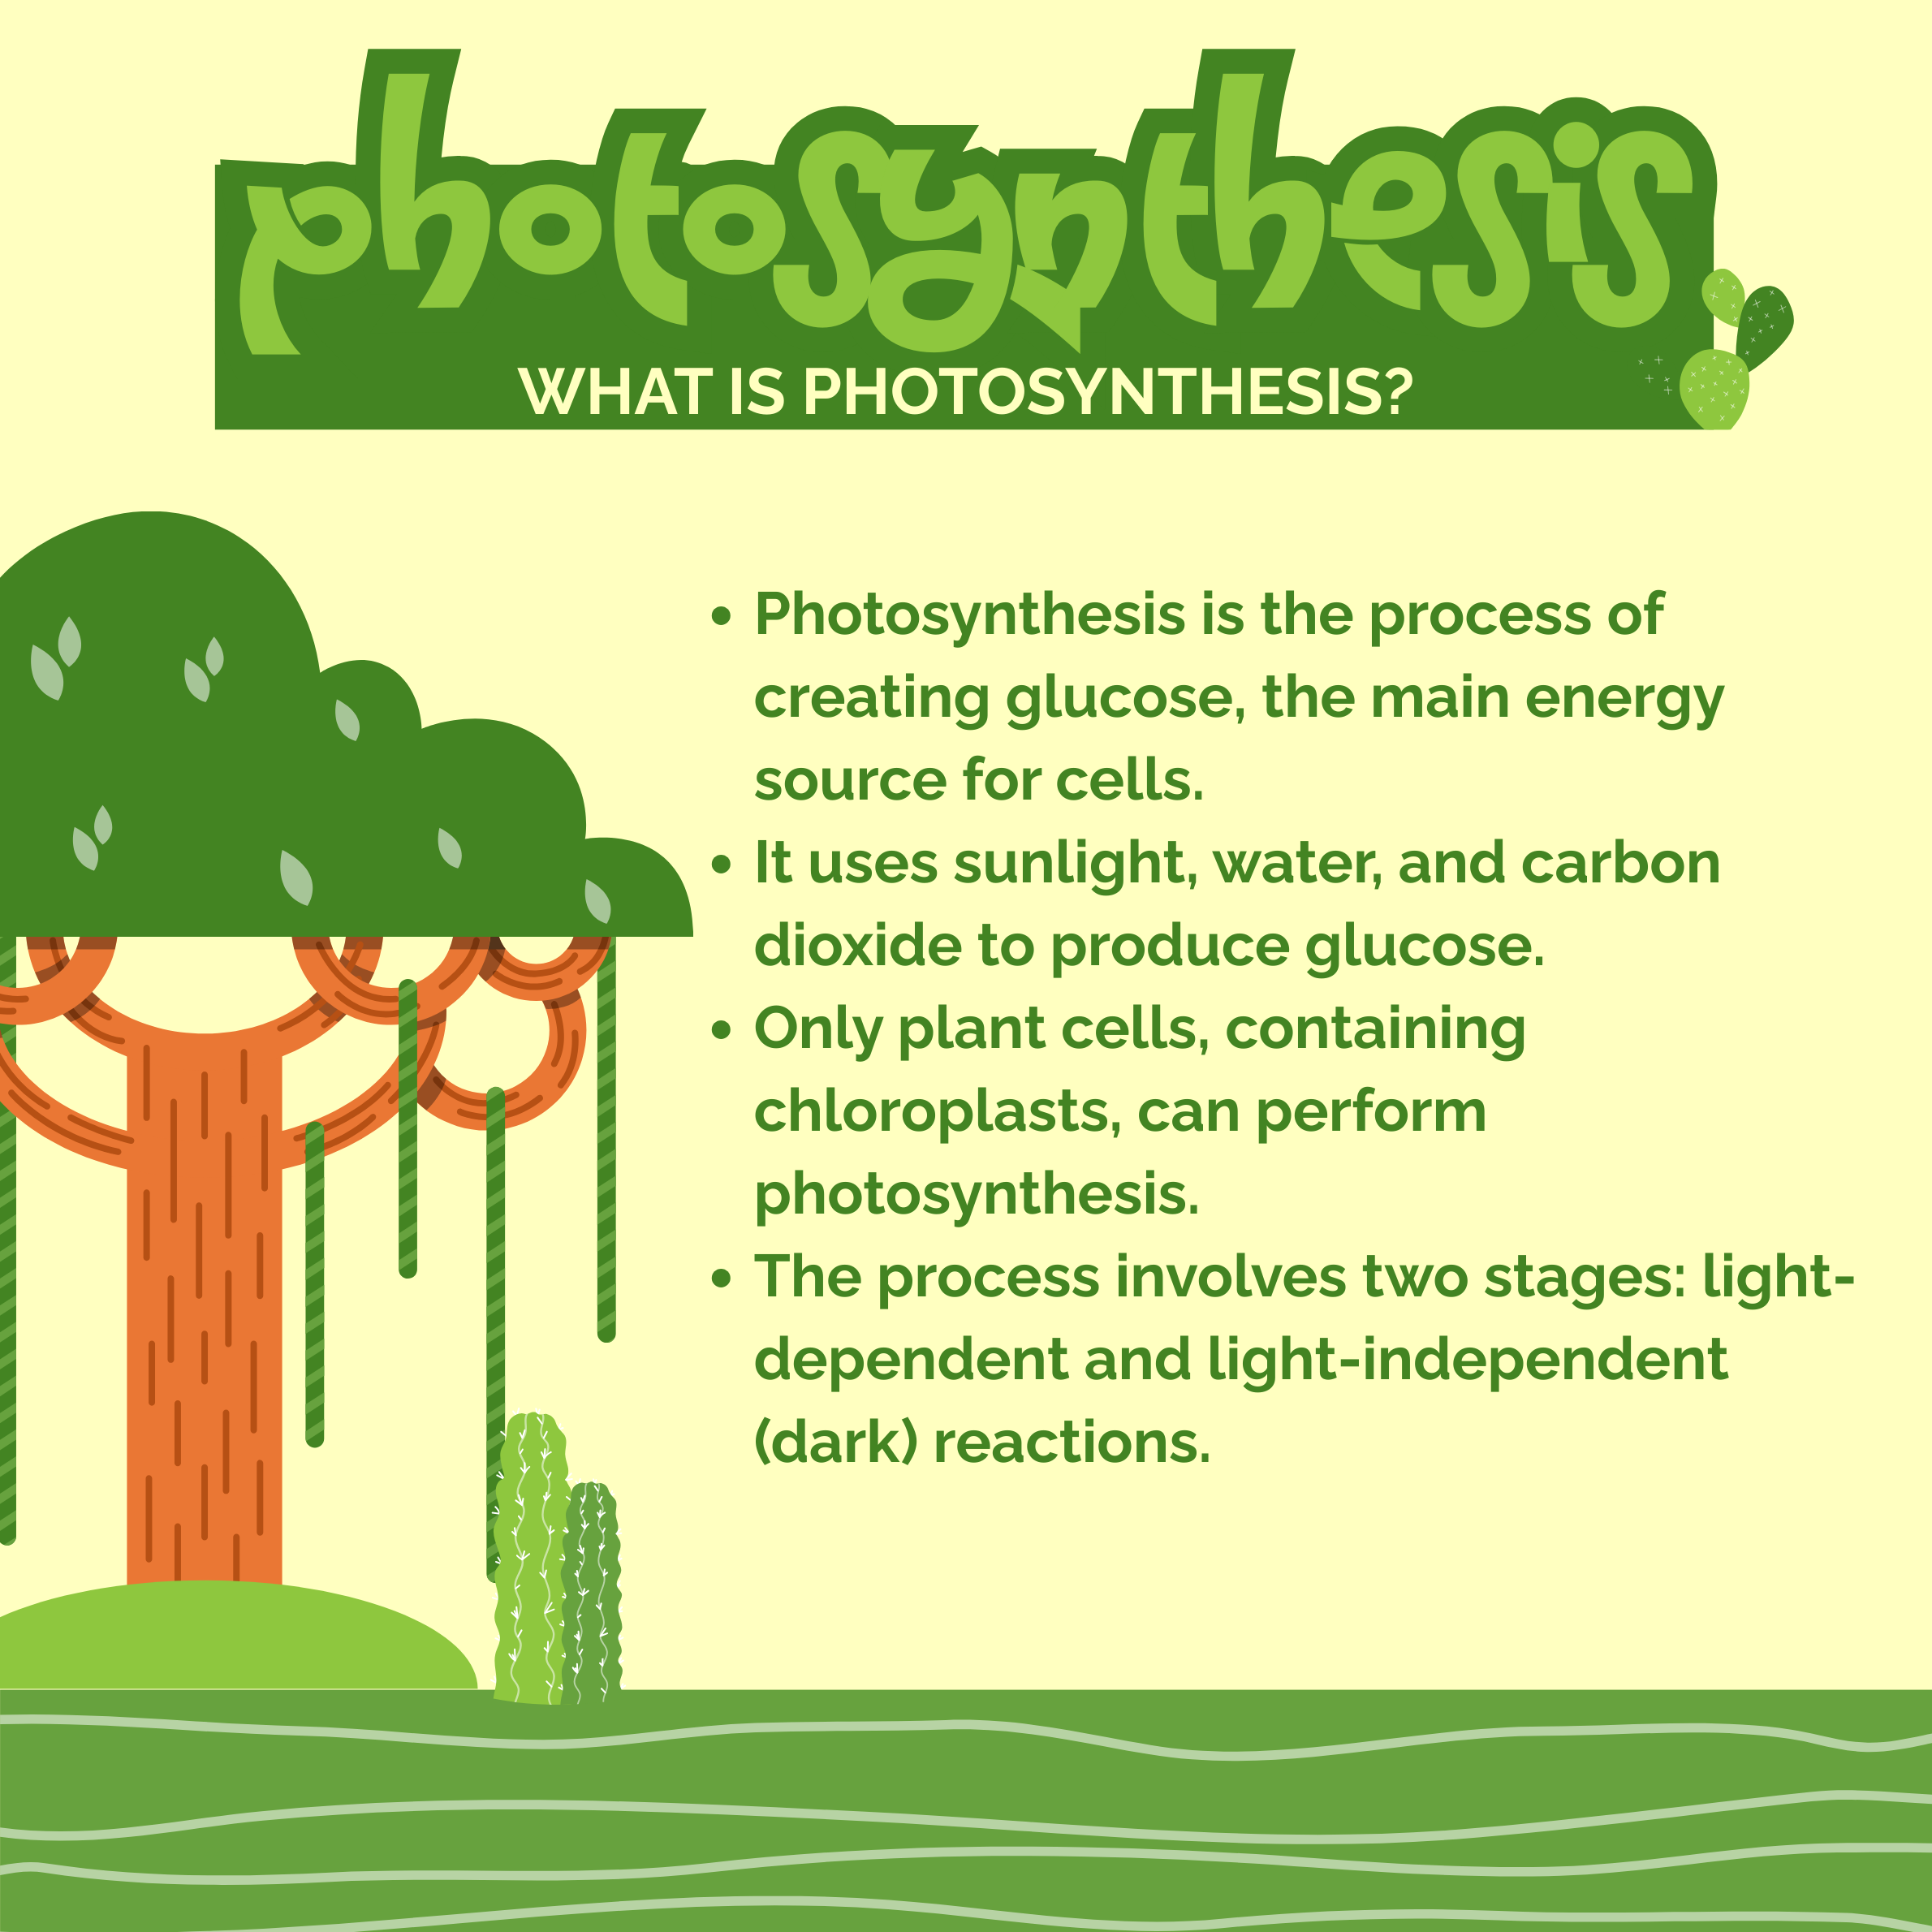 photosynthesis
WHAT IS PHOTOSYNTHESIS?
• Photosynthesis is the process of
creating glucose, the main energy
source for cells.
• It uses sunlight, water, and carbon
dioxide to produce glucose.
• Only plant cells, containing
chloroplasts, can perform
photosynthesis.
• The process involves two stages: light-
dependent and light-independent
(dark) reactions.